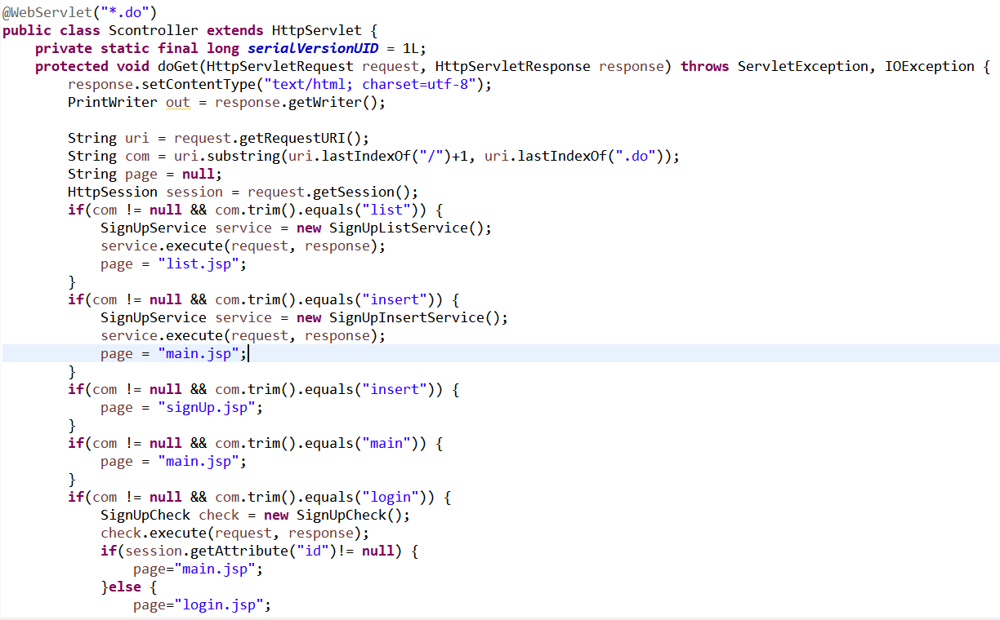 @WebServlet("*.do")
public class Scontroller extends HttpServlet {
    private static final long serialVersionUID = 1L;
    protected void doGet(HttpServletRequest request, HttpServletResponse response) throws ServletException, IOException {
        response.setContentType("text/html; charset=utf-8");
        PrintWriter out = response.getWriter();

        String uri = request.getRequestURI();
        String com = uri.substring(uri.lastIndexOf("/")+1, uri.lastIndexOf(".do"));
        String page = null;
        HttpSession session = request.getSession();
        if(com != null && com.trim().equals("list")) {
            SignUpService service = new SignUpListService();
            service.execute(request, response);
            page = "list.jsp";
        }
        if(com != null && com.trim().equals("insert")) {
            SignUpService service = new SignUpInsertService();
            service.execute(request, response);
            page = "main.jsp";
        }
        if(com != null && com.trim().equals("insert")) {
            page = "signUp.jsp";
        }
        if(com != null && com.trim().equals("main")) {
            page = "main.jsp";
        }
        if(com != null && com.trim().equals("login")) {
            SignUpCheck check = new SignUpCheck();
            check.execute(request, response);
            if(session.getAttribute("id")!= null) {
                page="main.jsp";
            }else {
                page="login.jsp";